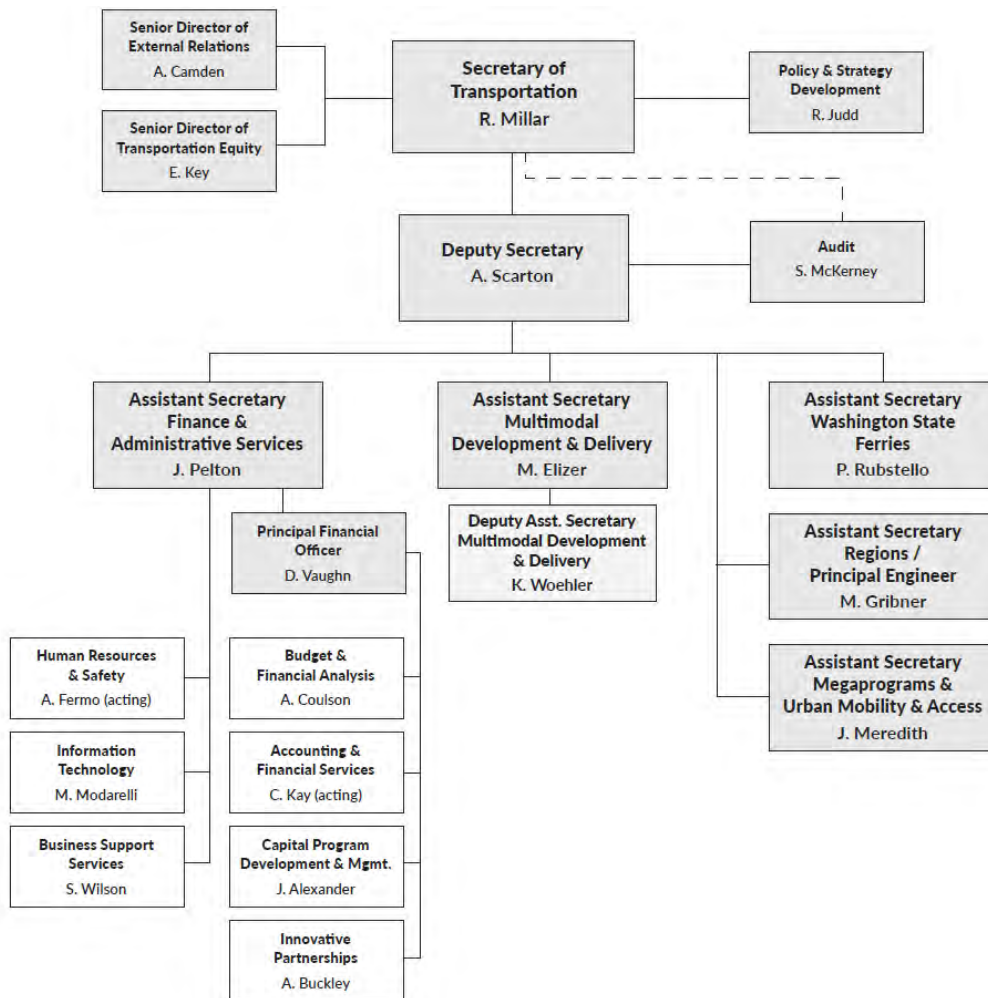 Senior Director of
External Relations
A. Camden
Secretary of
Transportation
R. Millar
Policy & Strategy
Development
R. Judd
Senior Director of
Transportation Equity
E. Key
Deputy Secretary
A. Scarton
Audit
S. McKerney
Assistant Secretary
Finance &
Administrative Services
J. Pelton
Assistant Secretary
Multimodal
Development & Delivery
M. Elizer
Assistant Secretary
Washington State
Ferries
P. Rubstello
Principal Financial
Officer
D. Vaughn
Deputy Asst. Secretary
Multimodal Development
& Delivery
K. Woehler
Assistant Secretary
Regions /
Principal Engineer
M. Gribner
Human Resources
& Safety
A. Fermo (acting)
Budget &
Financial Analysis
A. Coulson
Assistant Secretary
Megaprograms &
Urban Mobility & Access
J. Meredith
Information
Technology
M. Modarelli
Accounting &
Financial Services
C. Kay (acting)
Business Support
Services
S. Wilson
Capital Program
Development & Mgmt.
J. Alexander
Innovative
Partnerships
A. Buckley